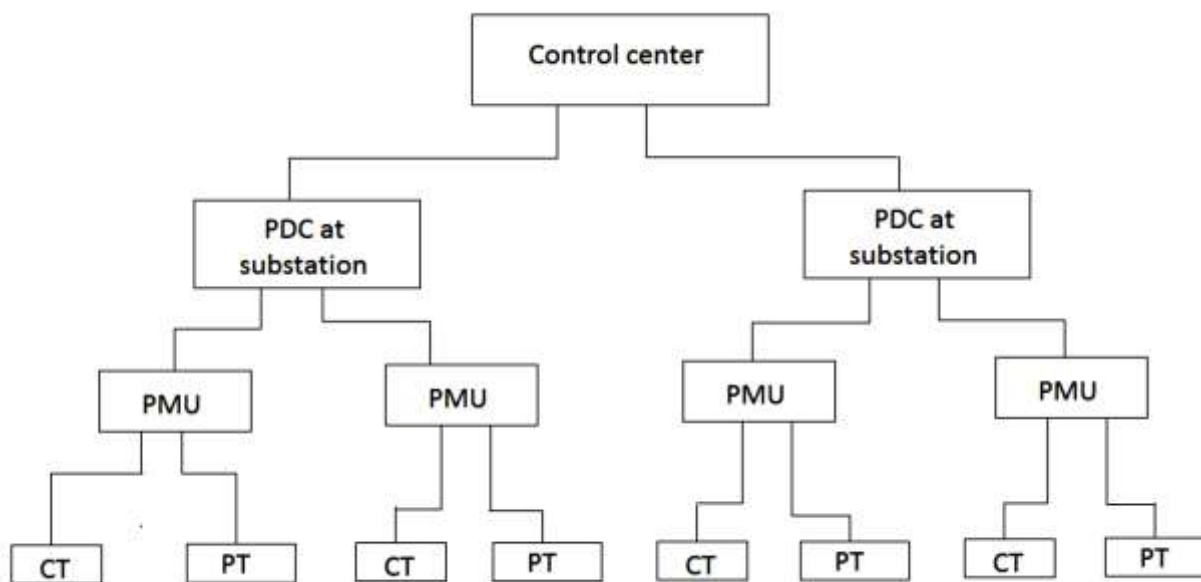 Control center
PDC at
substation
PDC at
substation
PMU
PMU
PMU
PMU
CT
PT
CT
PT
CT
PT
CT
PT